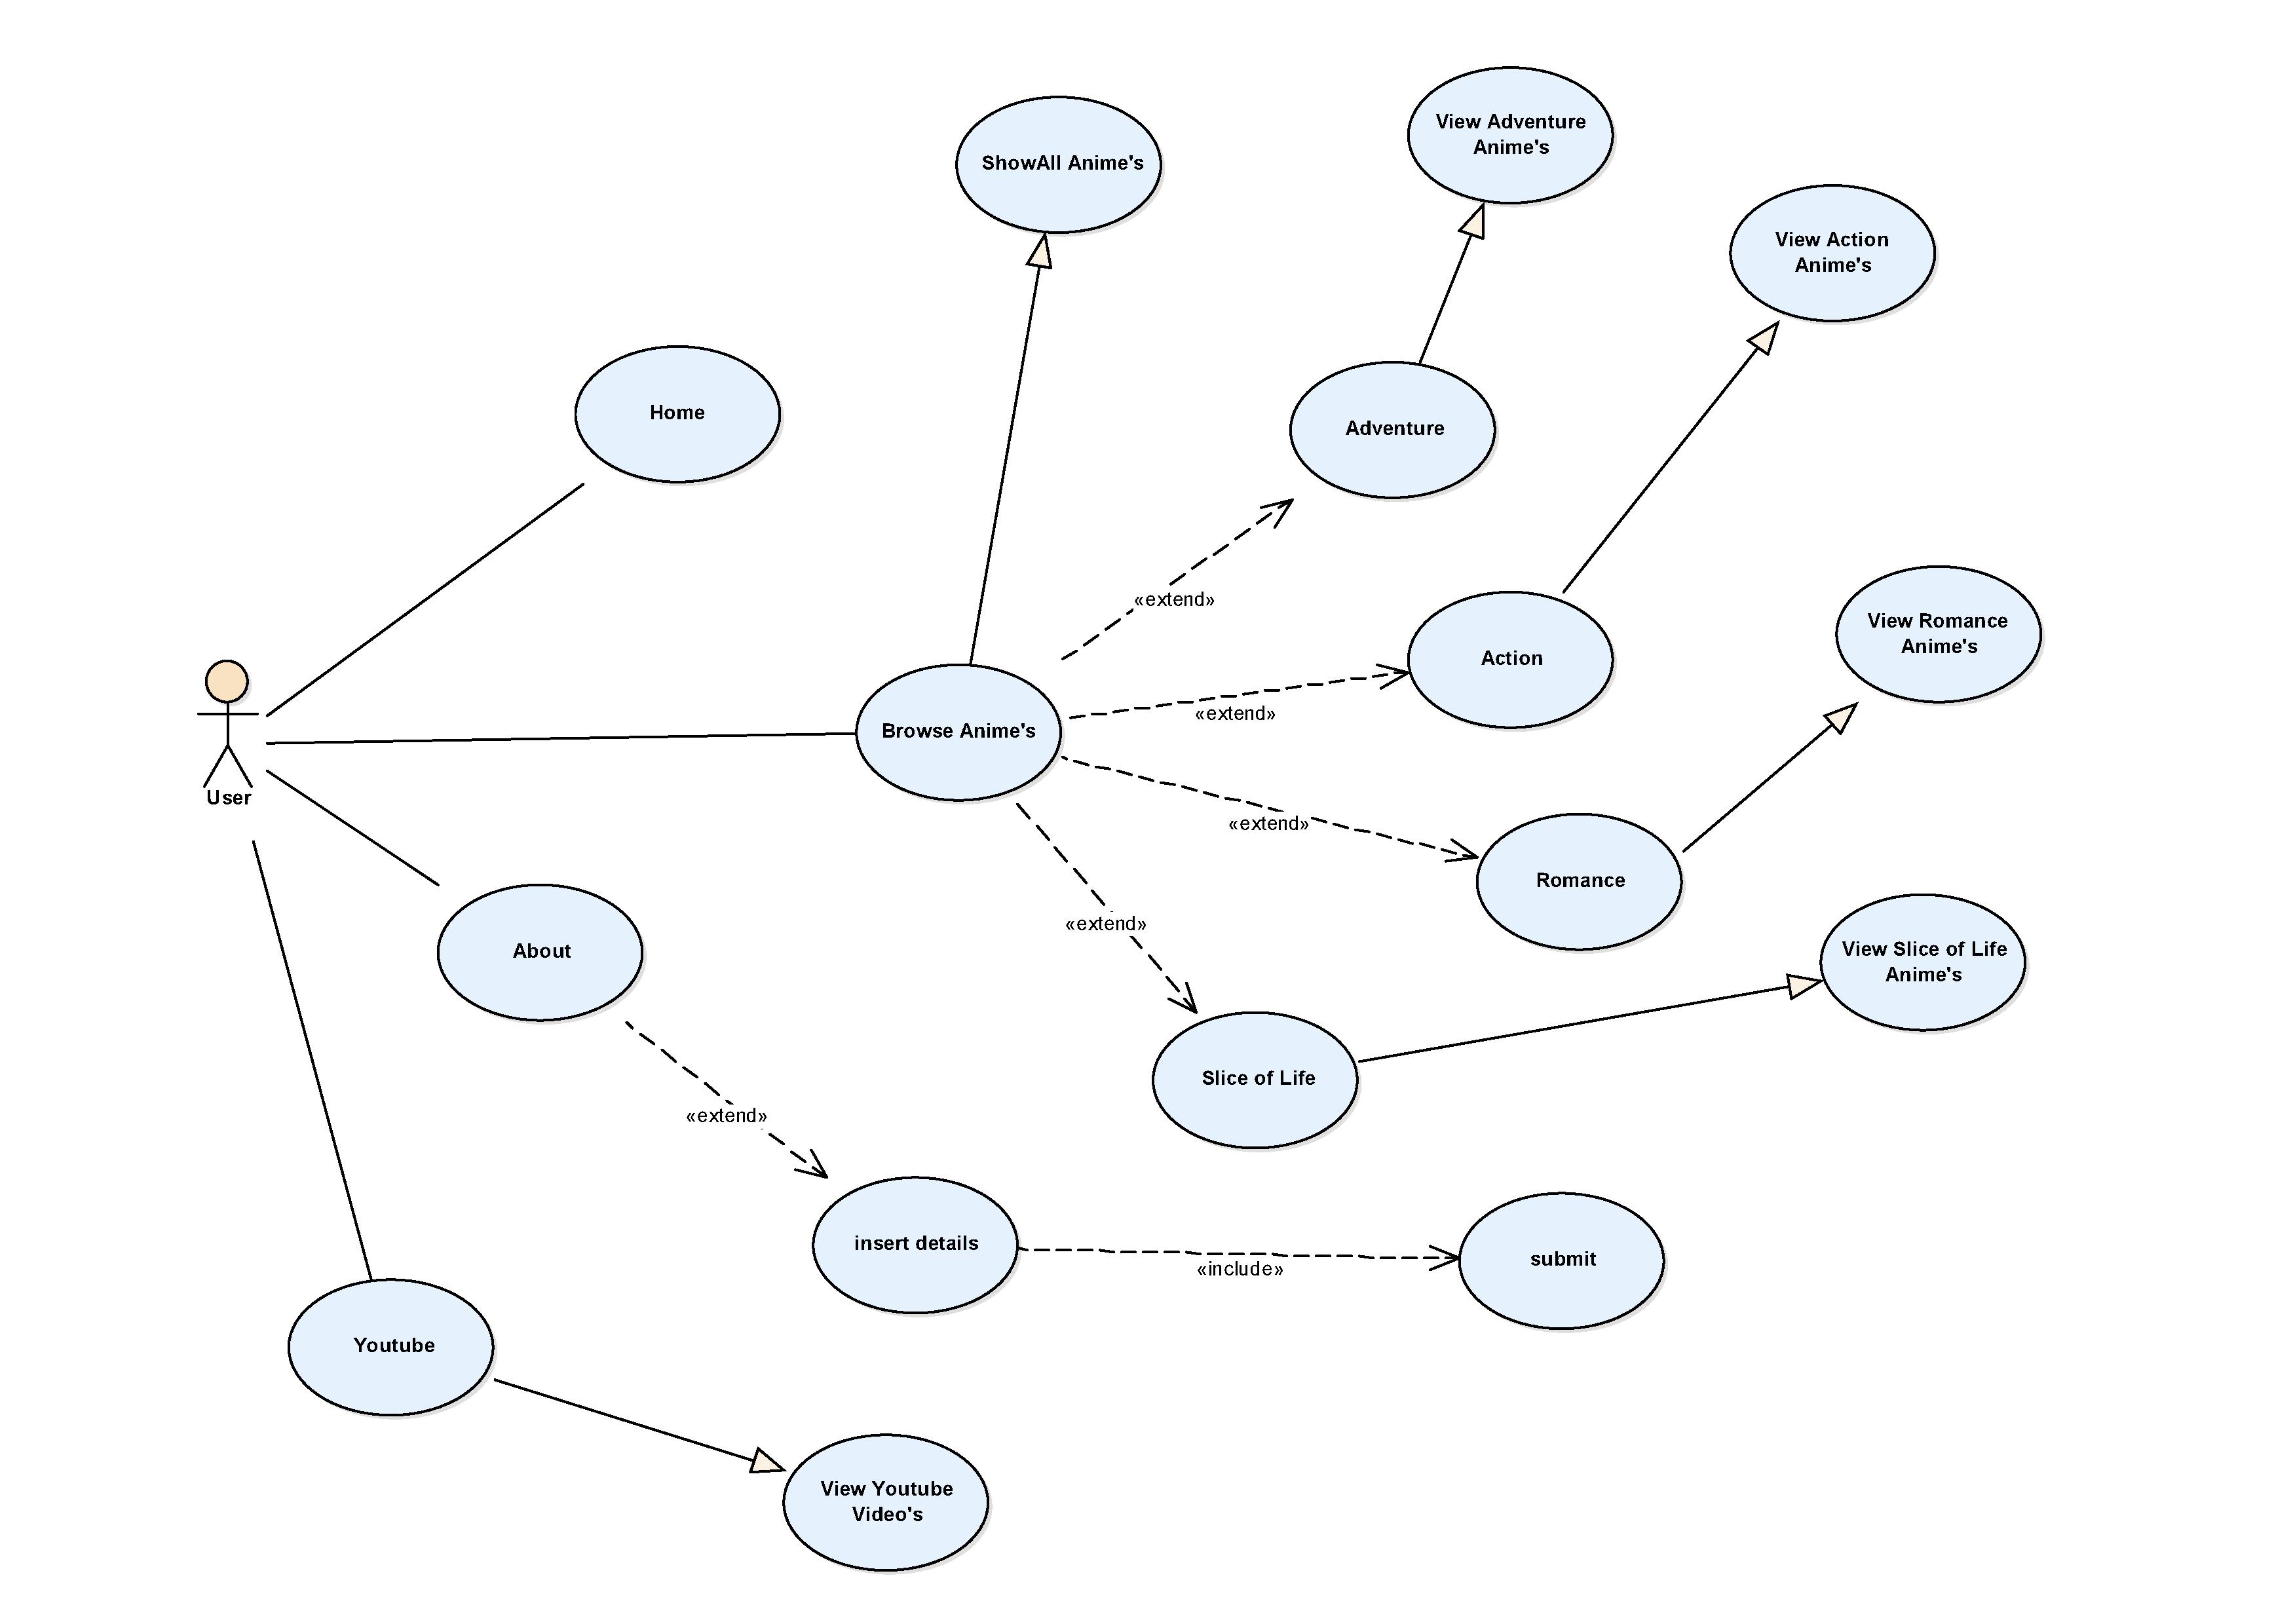 View Adventure
Anime's
ShowAll Anime's
View Action
Anime's
Home
Adventure
«extend»
View Romance
Anime's
Action
«extend»
Browse Anime's
User
«extend»
Romance
«extend»
About
View Slice of Life
Anime's
Slice of Life
«extend»
insert details
submit
«include»
Youtube
View Youtube
Video's